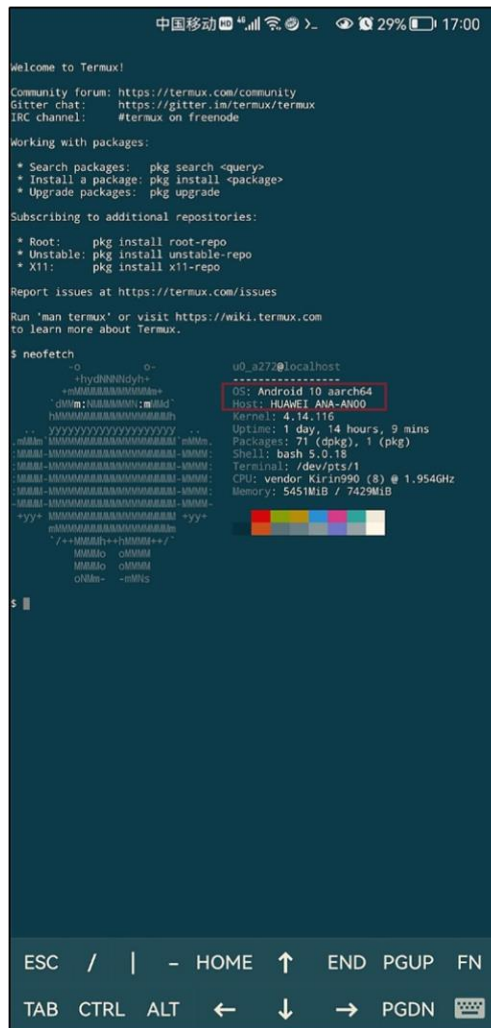 中国移动 HD 46 29% 17:00
Welcome to Termux!
Community forum: https://termux.com/community
Gitter chat: https://gitter.im/termux/termux
IRC channel: #termux on freenode
Working with packages:
* Search packages: pkg search <query>
* Install a package: pkg install <package>
* Upgrade packages: pkg upgrade
Subscribing to additional repositories:
* Root: pkg install root-repo
* Unstable: pkg install unstable-repo
* X11: pkg install x11-repo
Report issues at https://termux.com/issues
Run 'man termux' or visit https://wiki.termux.com
to learn more about Termux.
$ neofetch
u0_a272@localhost
-----------------
OS: Android 10 aarch64
Host: HUAWEI ANA-AN00
Kernel: 4.14.116
Uptime: 1 day, 14 hours, 9 mins
Packages: 71 (dpkg), 1 (pkg)
Shell: bash 5.0.18
Terminal: /dev/pts/1
CPU: vendor Kirin990 (8) @ 1.954GHz
Memory: 5451MiB / 7429MiB
$
ESC / | - HOME ↑ END PGUP FN
TAB CTRL ALT ← ↓ → PGDN